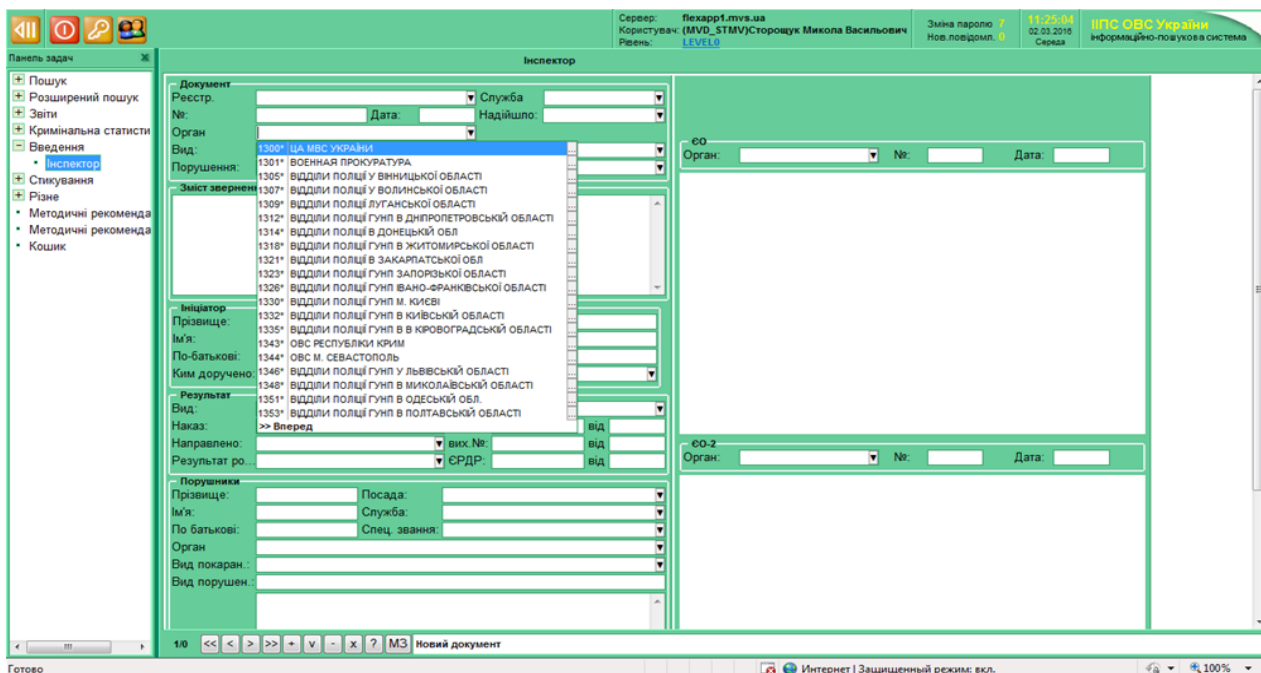 Сервер: flexapp1.mvs.ua
Користувач: (MVD_STMV)Сторощук Микола Васильович
Рівень: LEVEL0
Зміна паролю 7
Нов.повідомл. 0
11:25:04
02.03.2016
Середа
ІІПС ОВС України
інформаційно-пошукова система
Панель задач
Інспектор
Пошук
Розширений пошук
Звіти
Кримінальна статисти
Введення
Інспектор
Стикування
Різне
Методичні рекоменда
Методичні рекоменда
Кошик
Документ
Реєстр. Служба
№: Дата: Надійшло:
Орган
Вид:
Порушення:
1300* ЦА МВС УКРАЇНИ
1301* ВОЕННАЯ ПРОКУРАТУРА
1305* ВІДДІЛИ ПОЛІЦІЇ У ВІННИЦЬКОЇ ОБЛАСТІ
1307* ВІДДІЛИ ПОЛІЦІЇ У ВОЛИНСЬКОЇ ОБЛАСТІ
1309* ВІДДІЛИ ПОЛІЦІЇ ЛУГАНСЬКОЇ ОБЛАСТІ
1312* ВІДДІЛИ ПОЛІЦІЇ ГУНП В ДНІПРОПЕТРОВСЬКІЙ ОБЛАСТІ
1314* ВІДДІЛИ ПОЛІЦІЇ В ДОНЕЦЬКІЙ ОБЛ
1318* ВІДДІЛИ ПОЛІЦІЇ ГУНП В ЖИТОМИРСЬКОЇ ОБЛАСТІ
1321* ВІДДІЛИ ПОЛІЦІЇ В ЗАКАРПАТСЬКОЇ ОБЛ
1323* ВІДДІЛИ ПОЛІЦІЇ ГУНП ЗАПОРІЗЬКОЇ ОБЛАСТІ
1326* ВІДДІЛИ ПОЛІЦІЇ ГУНП ІВАНО-ФРАНКІВСЬКОЇ ОБЛАСТІ
1330* ВІДДІЛИ ПОЛІЦІЇ ГУНП М. КИЄВІ
1332* ВІДДІЛИ ПОЛІЦІЇ ГУНП В КИЇВСЬКІЙ ОБЛАСТІ
1335* ВІДДІЛИ ПОЛІЦІЇ ГУНП В В КІРОВОГРАДСЬКІЙ ОБЛАСТІ
1343* ОВС РЕСПУБЛІКИ КРИМ
1344* ОВС М. СЕВАСТОПОЛЬ
1346* ВІДДІЛИ ПОЛІЦІЇ ГУНП У ЛЬВІВСЬКІЙ ОБЛАСТІ
1348* ВІДДІЛИ ПОЛІЦІЇ ГУНП В МИКОЛАЇВСЬКІЙ ОБЛАСТІ
1351* ВІДДІЛИ ПОЛІЦІЇ ГУНП В ОДЕСЬКІЙ ОБЛ.
1353* ВІДДІЛИ ПОЛІЦІЇ ГУНП В ПОЛТАВСЬКІЙ ОБЛАСТІ
>> Вперед
Зміст звернен
Ініціатор
Прізвище:
Ім'я:
По-батькові:
Ким доручено:
Результат
Вид:
Наказ: від
Направлено: вих.№: від
Результат ро... ЄРДР: від
Порушники
Прізвище: Посада:
Ім'я: Служба:
По батькові: Спец. звання:
Орган
Вид покаран.:
Вид порушен.:
ЄО
Орган: №: Дата:
ЄО-2
Орган: №: Дата:
1/0 << < > >> + v - x ? МЗ Новий документ
Готово
Интернет | Защищенный режим: вкл.
100%